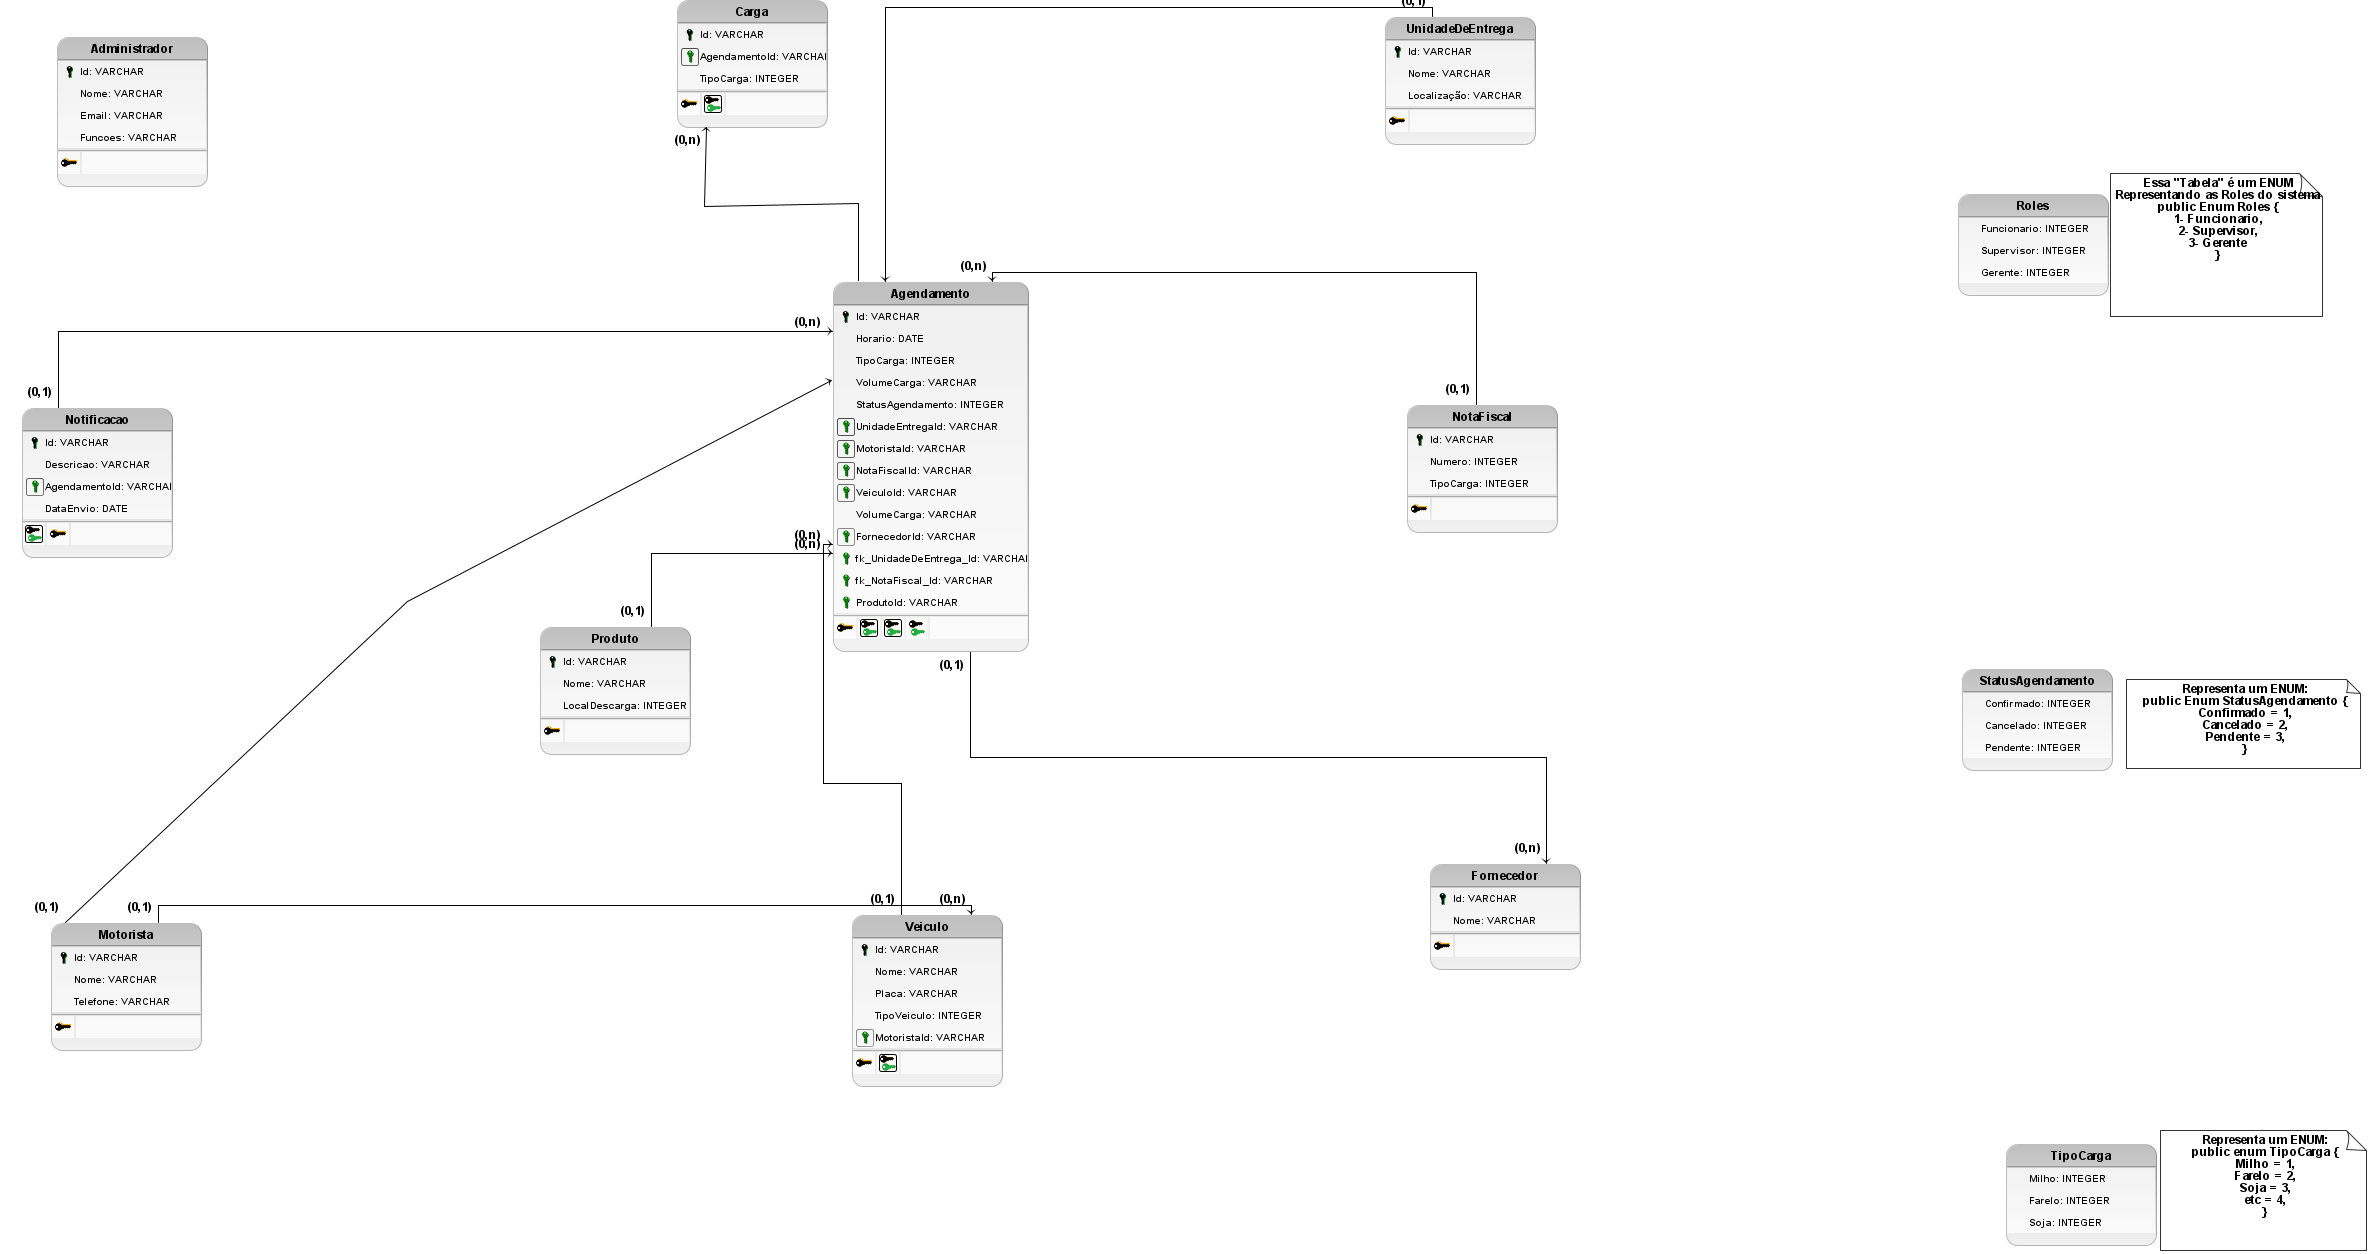 Carga
Id: VARCHAR
AgendamentoId: VARCHAI
TipoCarga: INTEGER
(0,n)
(0,1)
UnidadeDeEntrega
Id: VARCHAR
Nome: VARCHAR
Localização: VARCHAR
Administrador
Id: VARCHAR
Nome: VARCHAR
Email: VARCHAR
Funcoes: VARCHAR
Roles
Funcionario: INTEGER
Supervisor: INTEGER
Gerente: INTEGER
Essa "Tabela" é um ENUM
Representando as Roles do sistema
public Enum Roles {
1- Funcionario,
2- Supervisor,
3- Gerente
}
(0,n)
(0,n)
Agendamento
Id: VARCHAR
Horario: DATE
TipoCarga: INTEGER
VolumeCarga: VARCHAR
StatusAgendamento: INTEGER
UnidadeEntregaId: VARCHAR
MotoristaId: VARCHAR
NotaFiscalId: VARCHAR
VeiculoId: VARCHAR
VolumeCarga: VARCHAR
FornecedorId: VARCHAR
fk_UnidadeDeEntrega_Id: VARCHAI
fk_NotaFiscal_Id: VARCHAR
ProdutoId: VARCHAR
(0,1)
(0,1)
Notificacao
Id: VARCHAR
Descricao: VARCHAR
AgendamentoId: VARCHAI
DataEnvio: DATE
(0,1)
NotaFiscal
Id: VARCHAR
Numero: INTEGER
TipoCarga: INTEGER
(0,n)
(0,n)
(0,1)
Produto
Id: VARCHAR
Nome: VARCHAR
LocalDescarga: INTEGER
StatusAgendamento
Confirmado: INTEGER
Cancelado: INTEGER
Pendente: INTEGER
Representa um ENUM:
public Enum StatusAgendamento {
Confirmado = 1,
Cancelado = 2,
Pendente = 3,
}
(0,1)
(0,1)
Motorista
Id: VARCHAR
Nome: VARCHAR
Telefone: VARCHAR
(0,1)
(0,n)
Veiculo
Id: VARCHAR
Nome: VARCHAR
Placa: VARCHAR
TipoVeiculo: INTEGER
MotoristaId: VARCHAR
(0,n)
Fornecedor
Id: VARCHAR
Nome: VARCHAR
TipoCarga
Milho: INTEGER
Farelo: INTEGER
Soja: INTEGER
Representa um ENUM:
public enum TipoCarga {
Milho = 1,
Farelo = 2,
Soja = 3,
etc = 4,
}